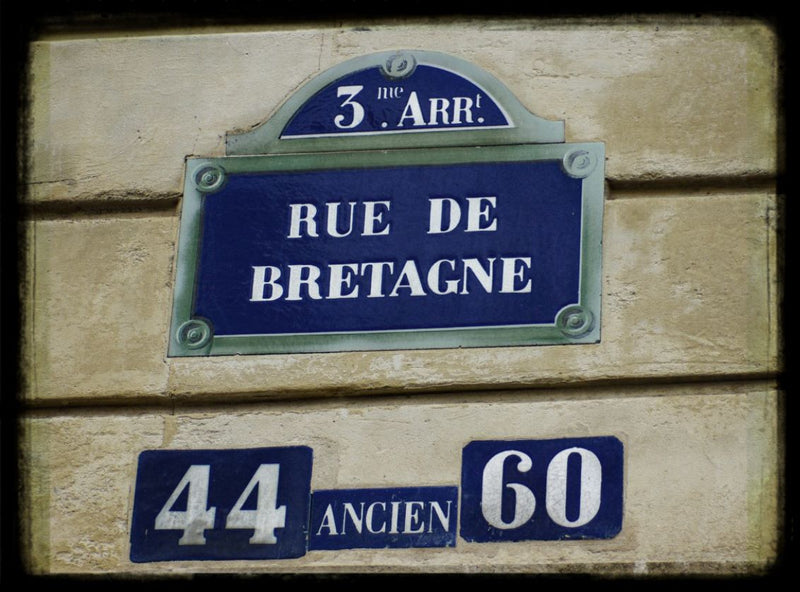 3me. ARRt.
RUE DE
BRETAGNE
44 ANCIEN 60